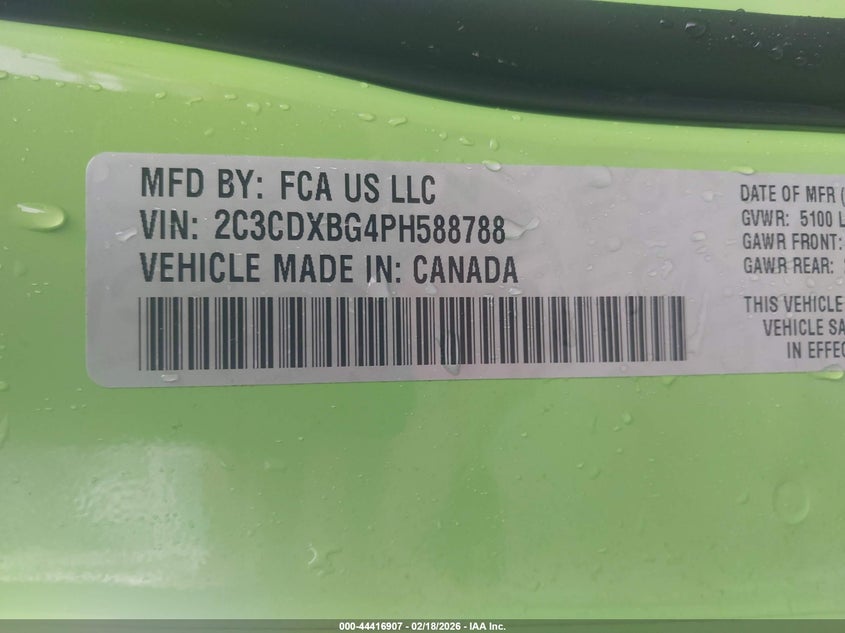 MFD BY: FCA US LLC
VIN: 2C3CDXBG4PH588788
VEHICLE MADE IN: CANADA
DATE OF MFR (
GVWR: 5100 L
GAWR FRONT:
GAWR REAR:
THIS VEHICLE
VEHICLE SA
IN EFFEC
000-44416907 - 02/18/2026 - IAA Inc.